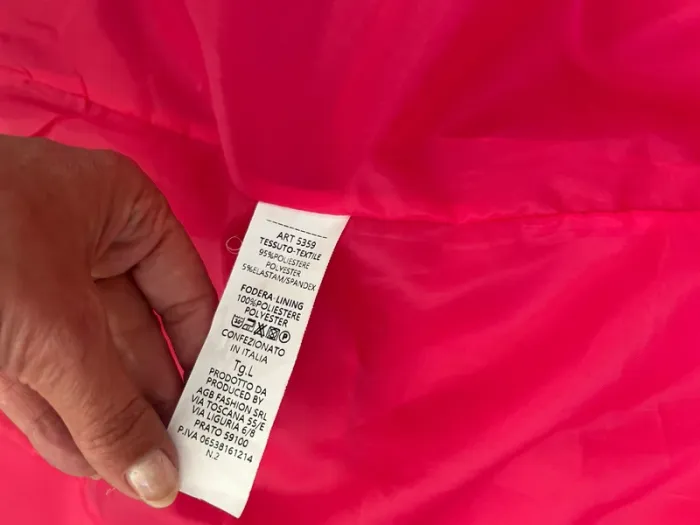 ART 5359
TESSUTO-TEXTILE
95%POLIESTERE
POLYESTER
5%ELASTAM/SPANDEX
FODERA-LINING
100%POLIESTERE
POLYESTER
CONFEZIONATO
IN ITALIA
Tg.L
PRODOTTO DA
PRODUCED BY
AGB FASHION SRL
VIA TOSCANA 55/E
VIA LIGURIA 6/8
PRATO 59100
P.IVA 06538161214
N.2